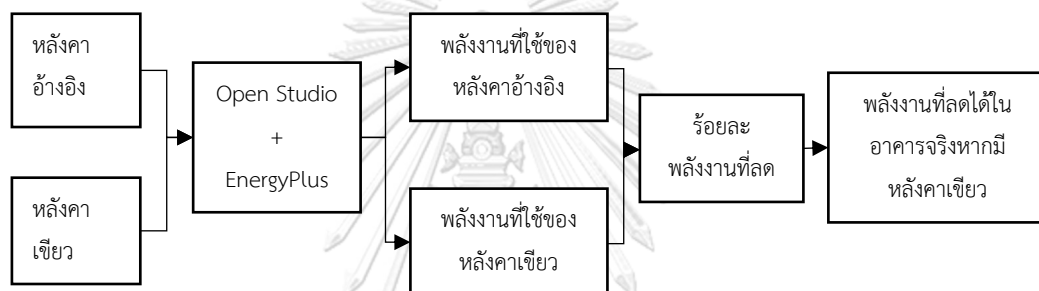 หลังคา
อ้างอิง
หลังคา
เขียว
Open Studio
+
EnergyPlus
พลังงานที่ใช้ของ
หลังคาอ้างอิง
พลังงานที่ใช้ของ
หลังคาเขียว
ร้อยละ
พลังงานที่ลด
พลังงานที่ลดได้ใน
อาคารจริงหากมี
หลังคาเขียว